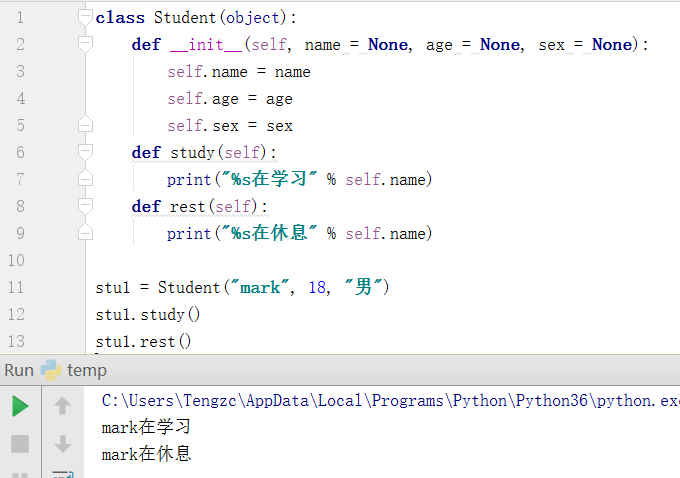 1 class Student(object):
2 def __init__(self, name = None, age = None, sex = None):
3 self.name = name
4 self.age = age
5 self.sex = sex
6 def study(self):
7 print("%s在学习" % self.name)
8 def rest(self):
9 print("%s在休息" % self.name)
10
11 stu1 = Student("mark", 18, "男")
12 stu1.study()
13 stu1.rest()
Run temp
C:\Users\Tengzc\AppData\Local\Programs\Python\Python36\python.exe
mark在学习
mark在休息